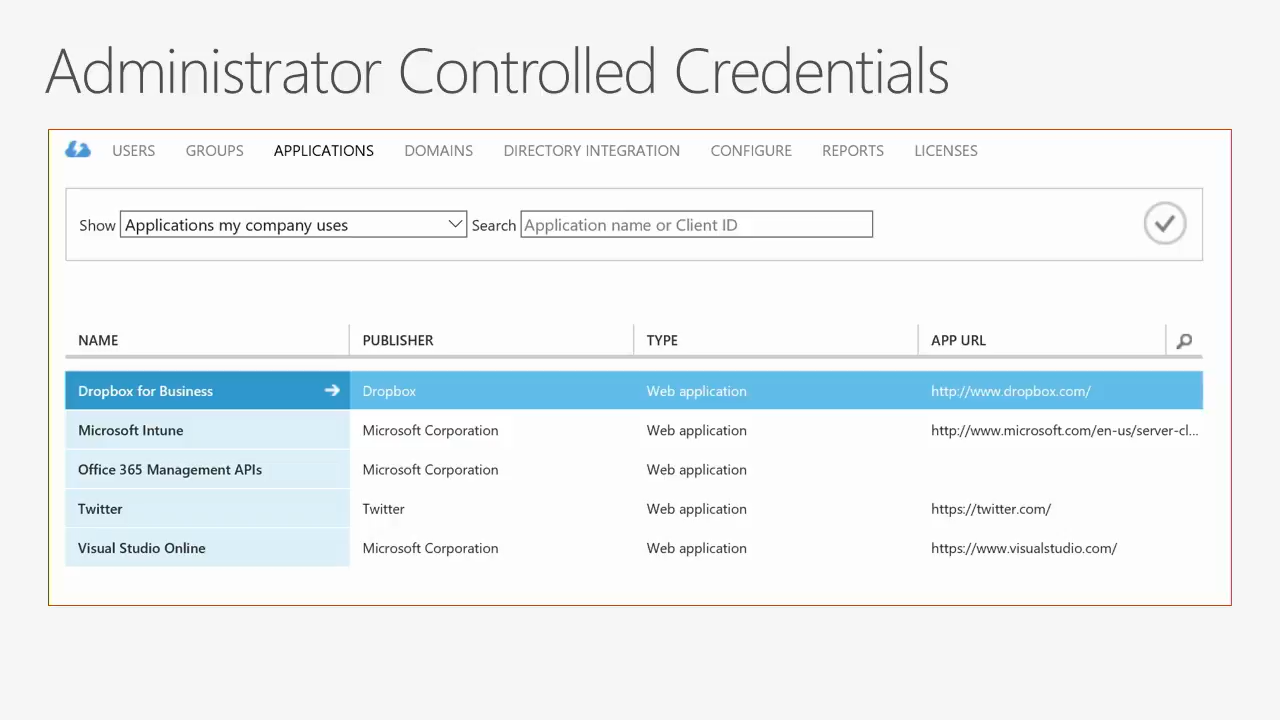 Administrator Controlled Credentials
USERS GROUPS APPLICATIONS DOMAINS DIRECTORY INTEGRATION CONFIGURE REPORTS LICENSES
Show Applications my company uses Search Application name or Client ID
NAME PUBLISHER TYPE APP URL
Dropbox for Business Dropbox Web application http://www.dropbox.com/
Microsoft Intune Microsoft Corporation Web application http://www.microsoft.com/en-us/server-cl...
Office 365 Management APIs Microsoft Corporation Web application
Twitter Twitter Web application https://twitter.com/
Visual Studio Online Microsoft Corporation Web application https://www.visualstudio.com/